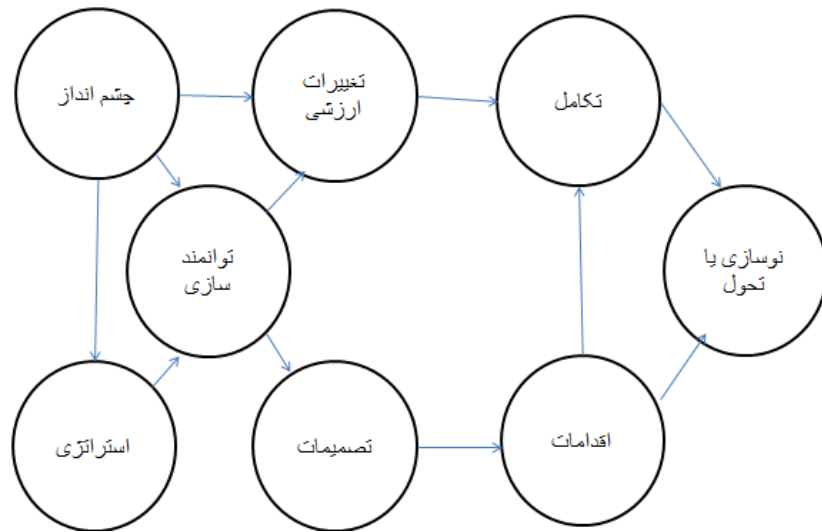 چشم انداز
تغییرات
ارزشی
تکامل
توانمند
سازی
نوسازی یا
تحول
استراتژی
تصمیمات
اقدامات